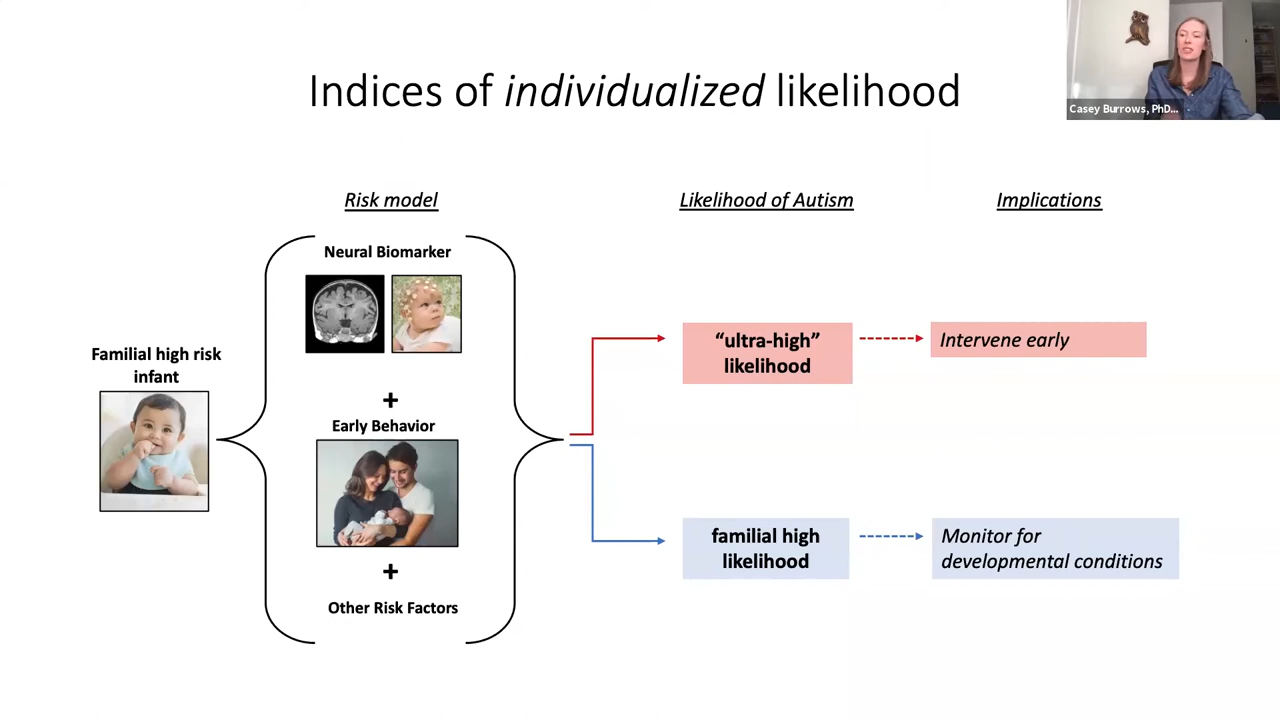 Casey Burrows, PhD...
Indices of individualized likelihood
Risk model
Likelihood of Autism
Implications
Neural Biomarker
Familial high risk
infant
+
Early Behavior
+
Other Risk Factors
“ultra-high”
likelihood
Intervene early
familial high
likelihood
Monitor for
developmental conditions